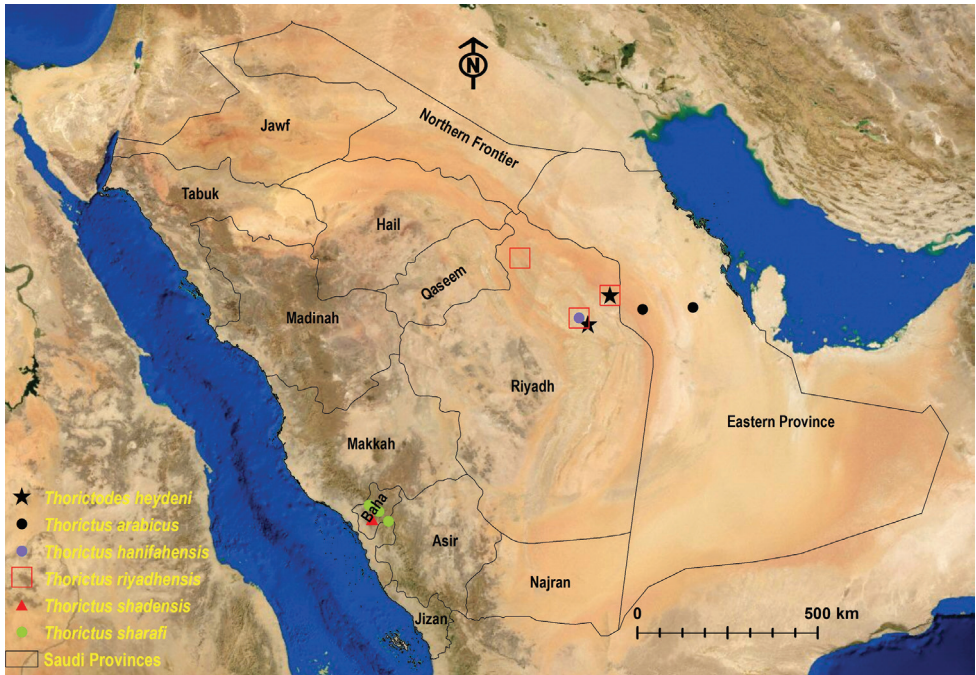 N
Jawf
Northern Frontier
Tabuk
Hail
Qaseem
Madinah
Riyadh
Eastern Province
Makkah
Baha
Asir
Najran
Jizan
Thorictodes heydeni
Thorictus arabicus
Thorictus hanifahensis
Thorictus riyadhensis
Thorictus shadensis
Thorictus sharafi
Saudi Provinces
0 500 km